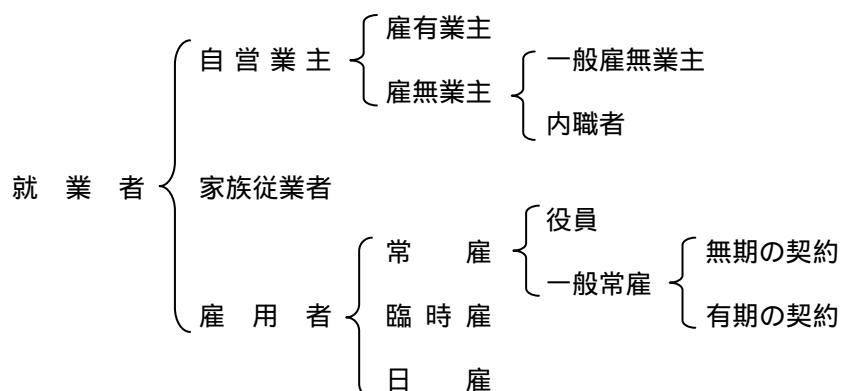 雇有業主
自営業主
一般雇無業主
雇無業主
内職者
就業者
家族従業者
役員
常雇
無期の契約
一般常雇
雇用者
臨時雇
有期の契約
日雇